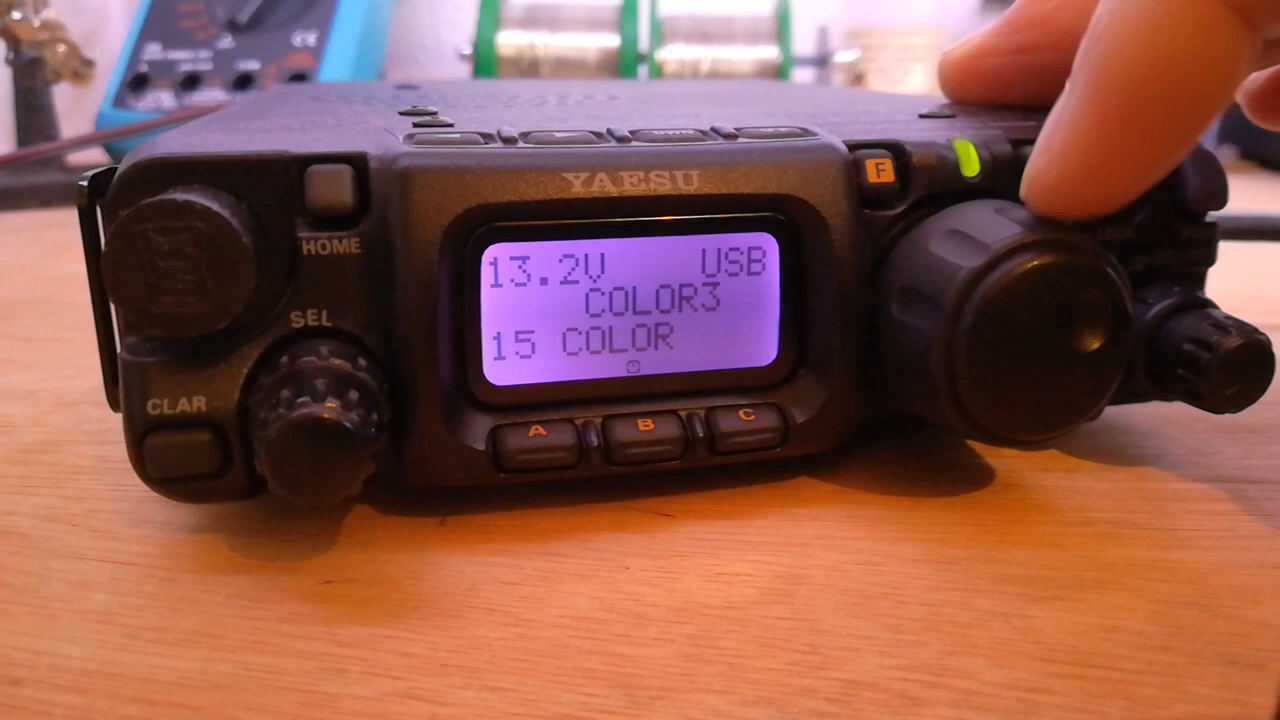 YAESU
F
HOME
13.2V USB
COLOR3
15 COLOR
SEL
CLAR
A B C